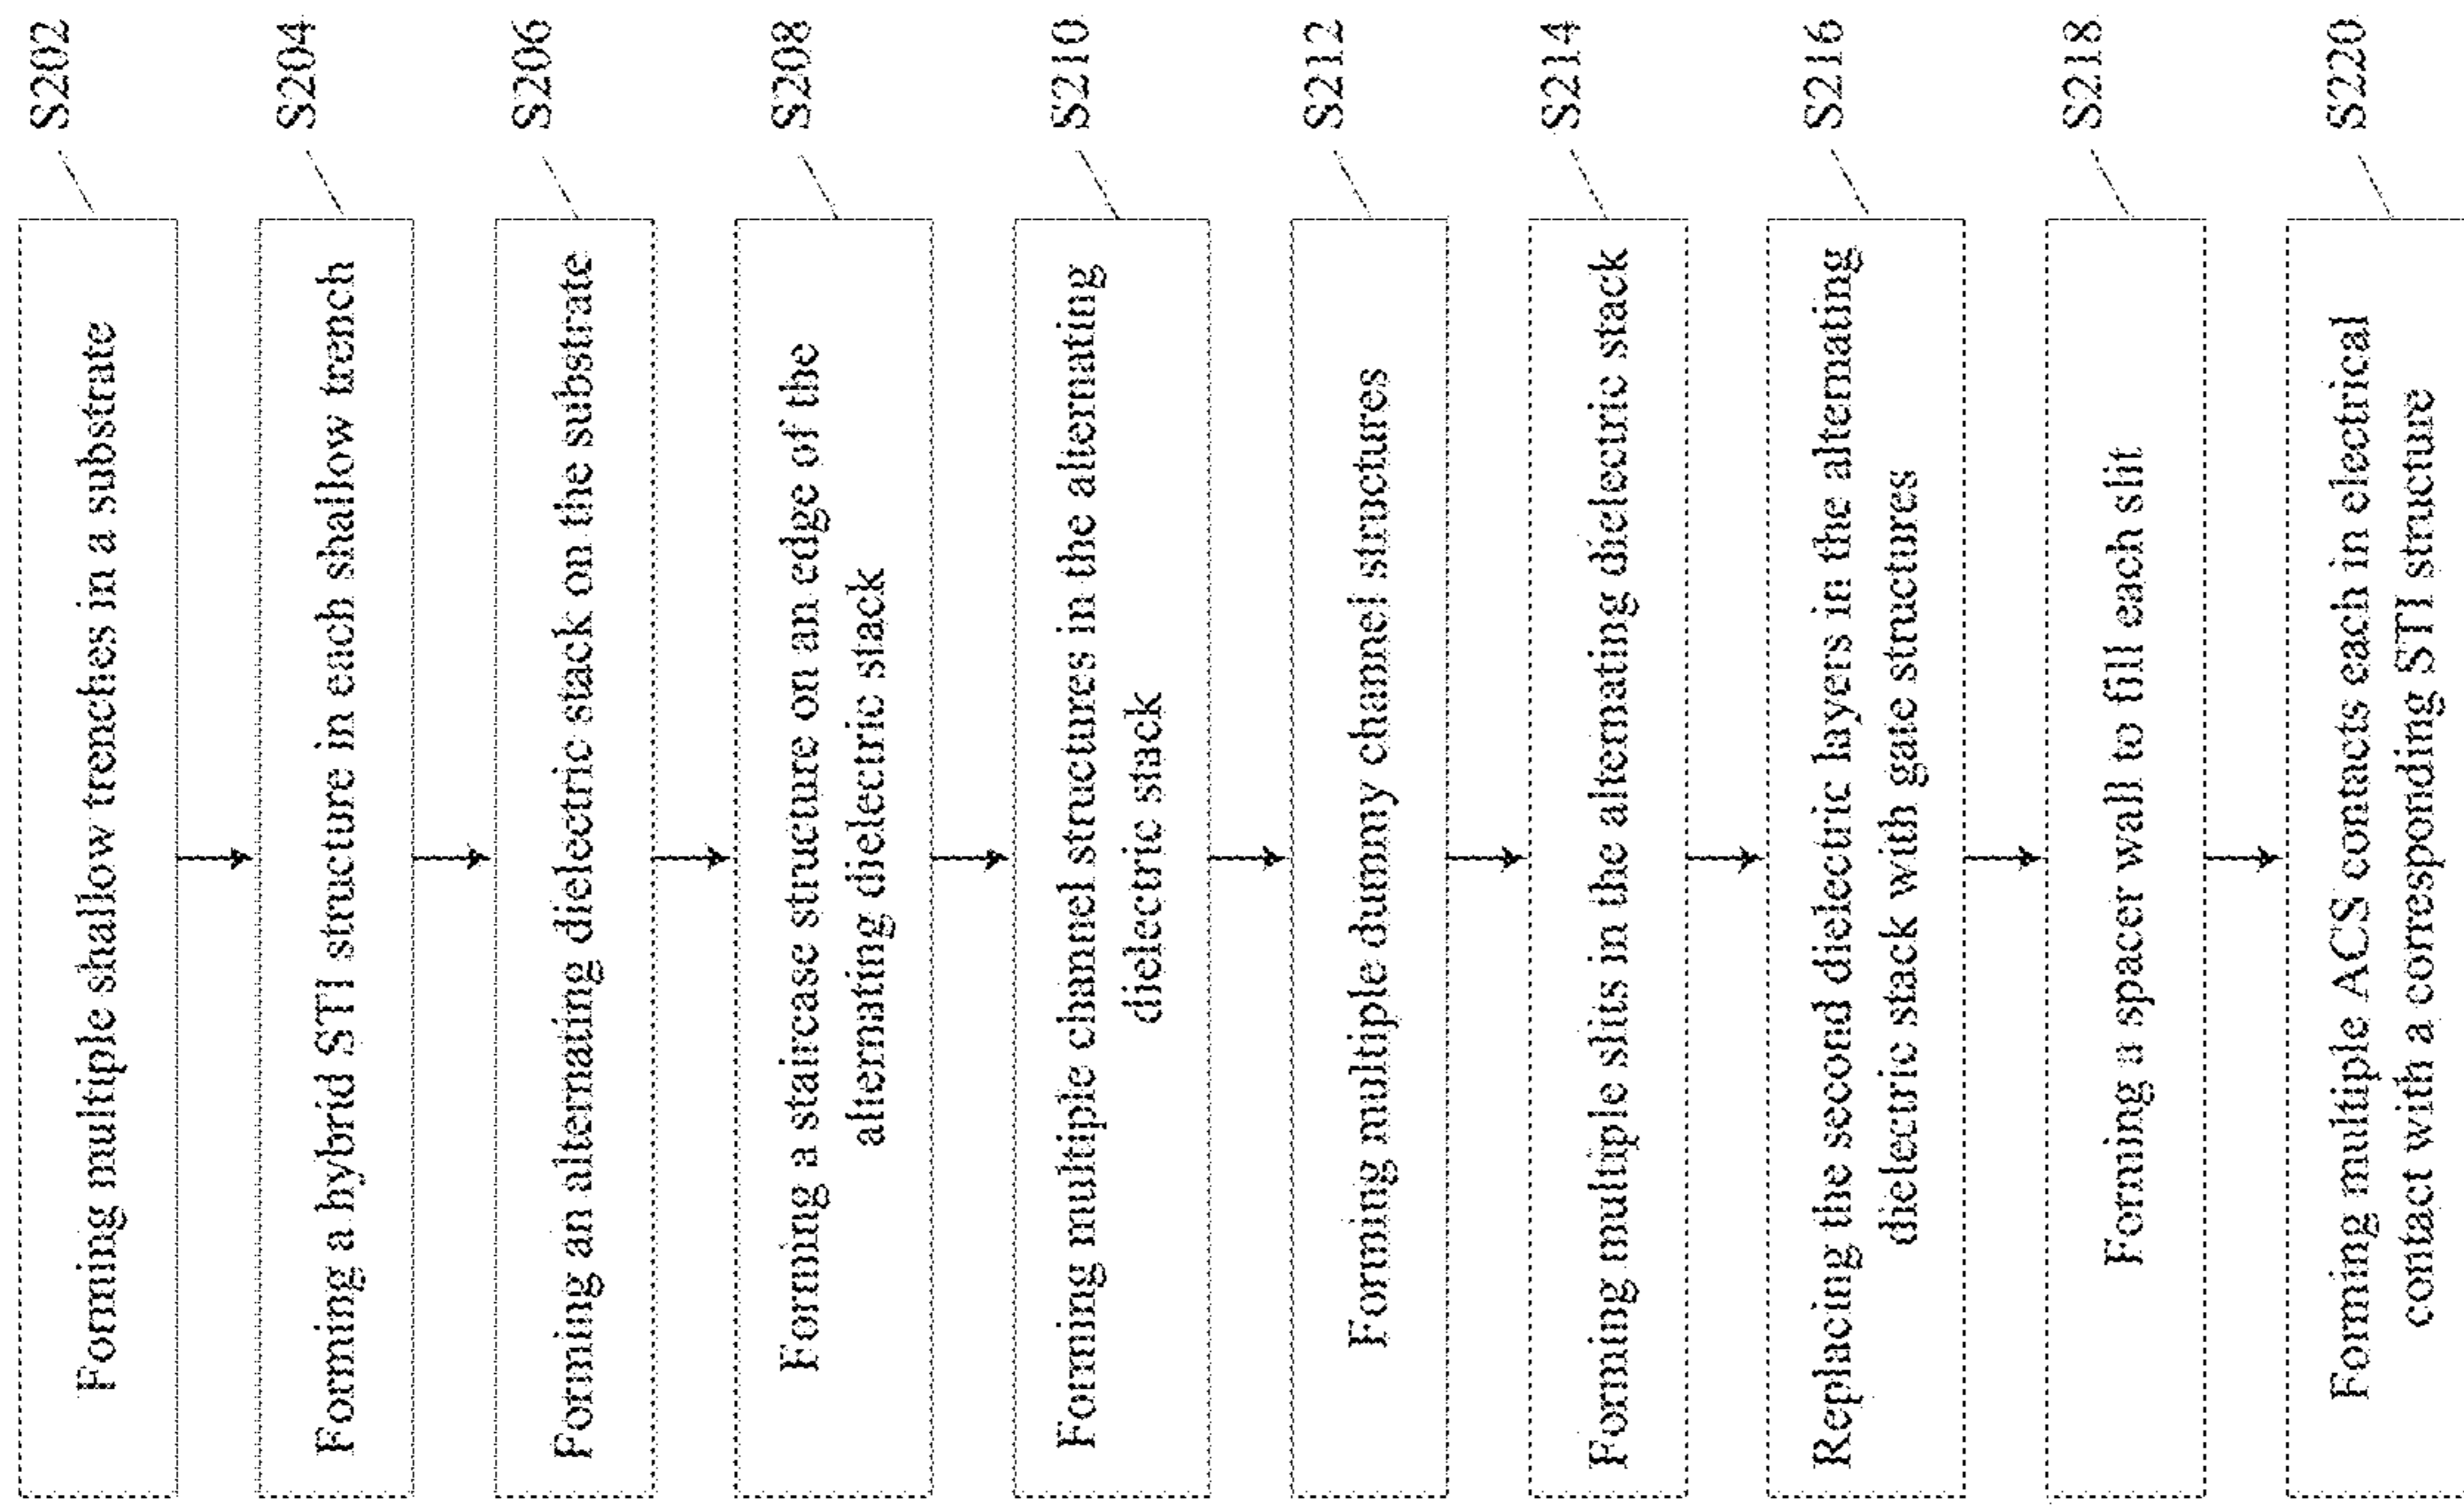 Forming multiple shallow trenches in a substrate
S202
Forming a hybrid STI structure in each shallow trench
S204
Forming an alternating dielectric stack on the substrate
S206
Forming a staircase structure on an edge of the
alternating dielectric stack
S208
Forming multiple channel structures in the alternating
dielectric stack
S210
Forming multiple dummy channel structures
S212
Forming multiple slits in the alternating dielectric stack
S214
Replacing the second dielectric layers in the alternating
dielectric stack with gate structures
S216
Forming a spacer wall to fill each slit
S218
Forming multiple ACS contacts each in electrical
contact with a corresponding STI structure
S220